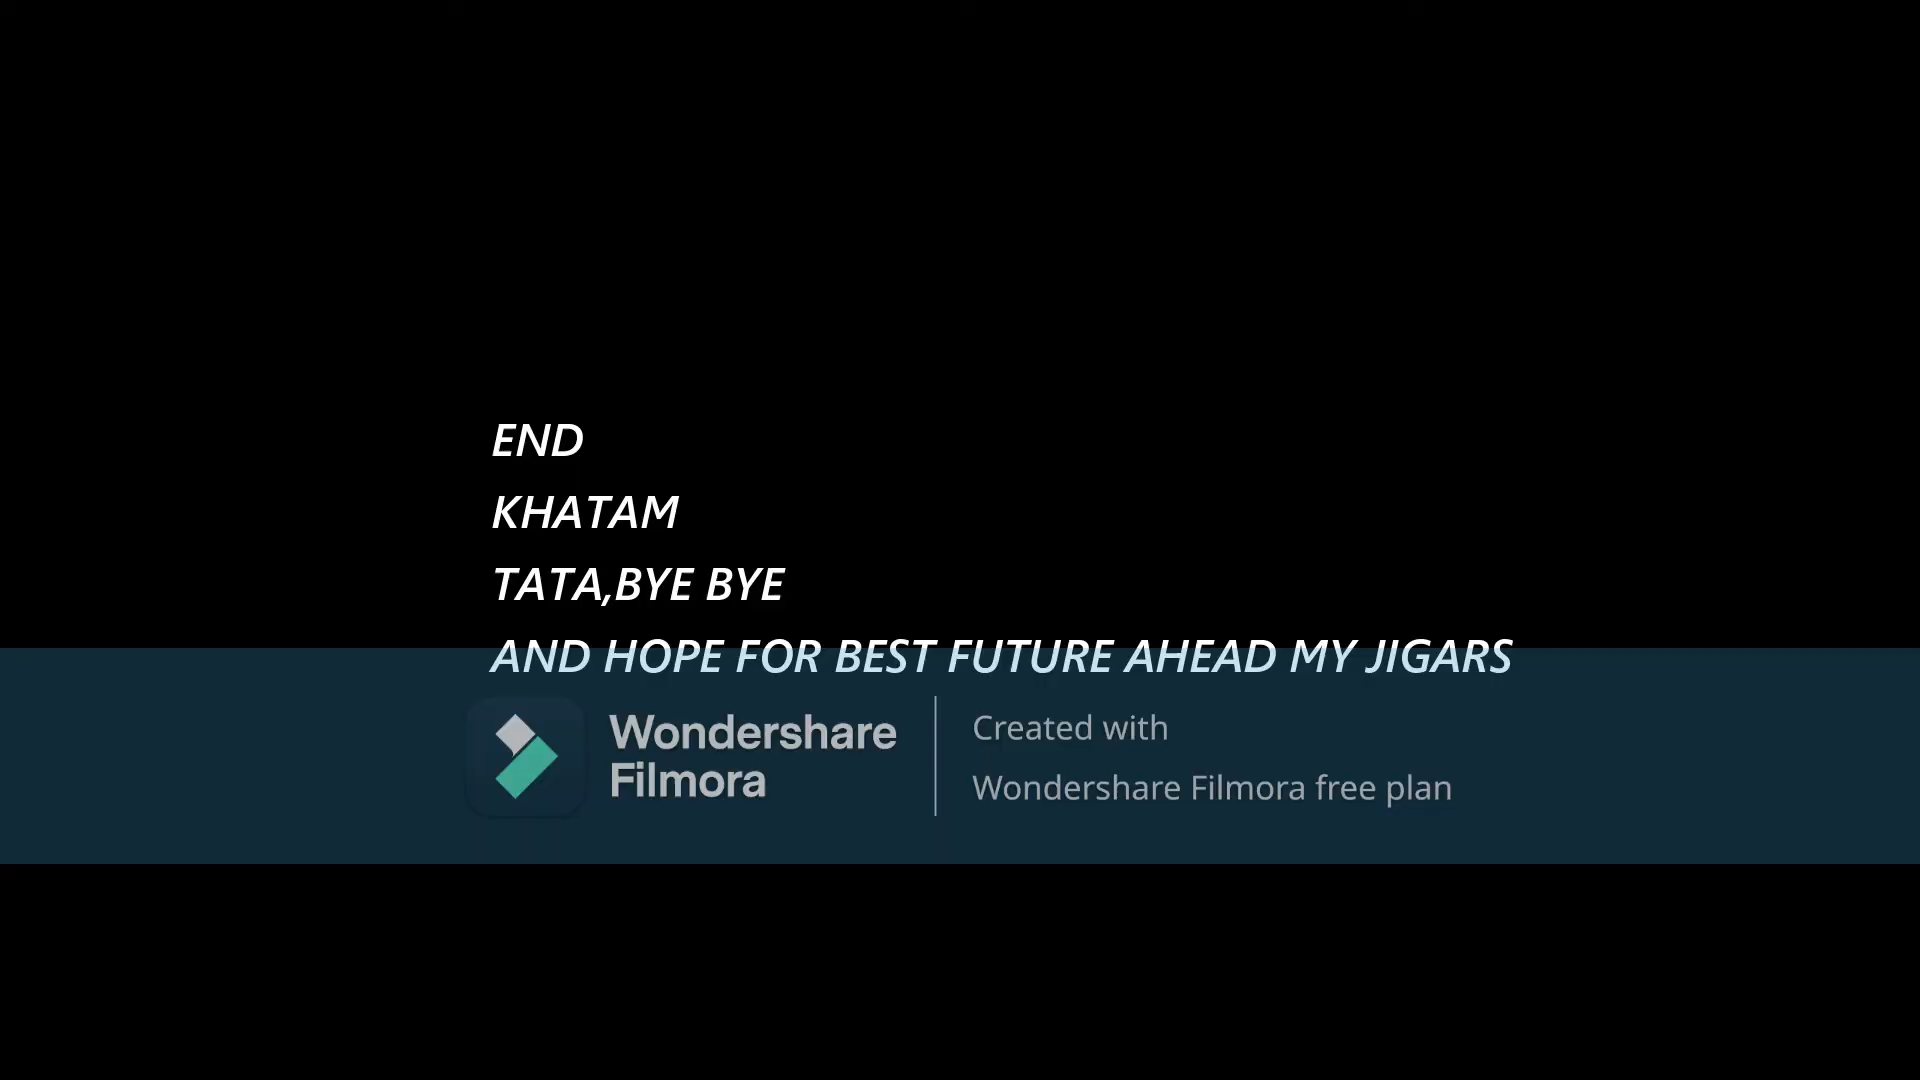 END
KHATAM
TATA,BYE BYE
AND HOPE FOR BEST FUTURE AHEAD MY JIGARS
Wondershare
Filmora
Created with
Wondershare Filmora free plan